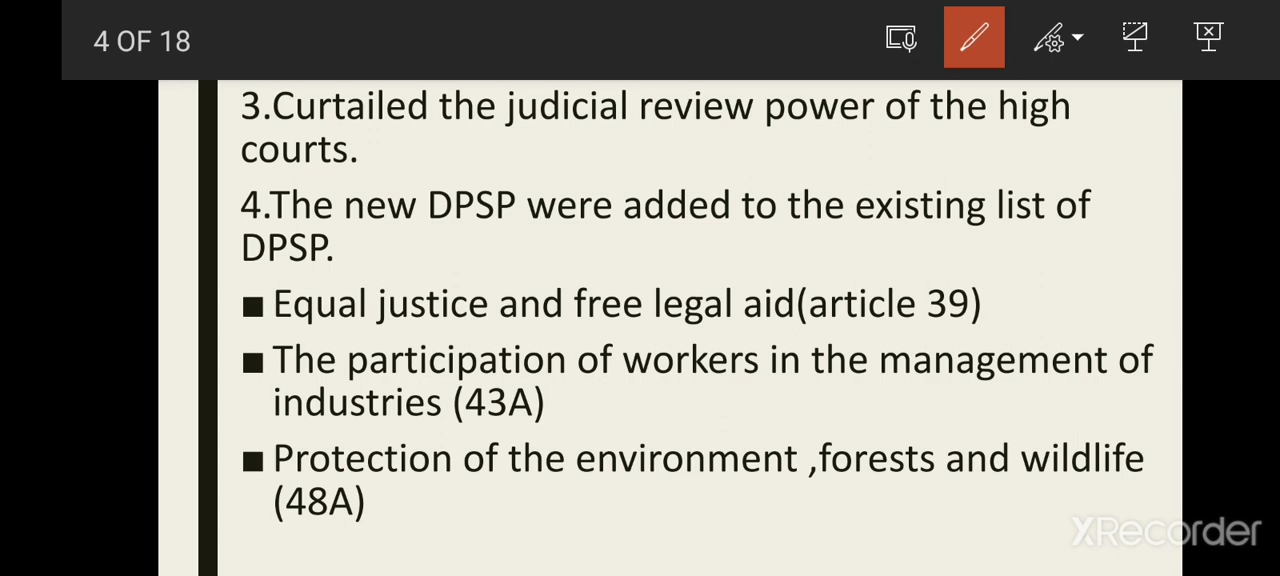 4 OF 18
3.Curtailed the judicial review power of the high
courts.
4.The new DPSP were added to the existing list of
DPSP.
■ Equal justice and free legal aid(article 39)
■ The participation of workers in the management of
industries (43A)
■ Protection of the environment ,forests and wildlife
(48A)
XRecorder